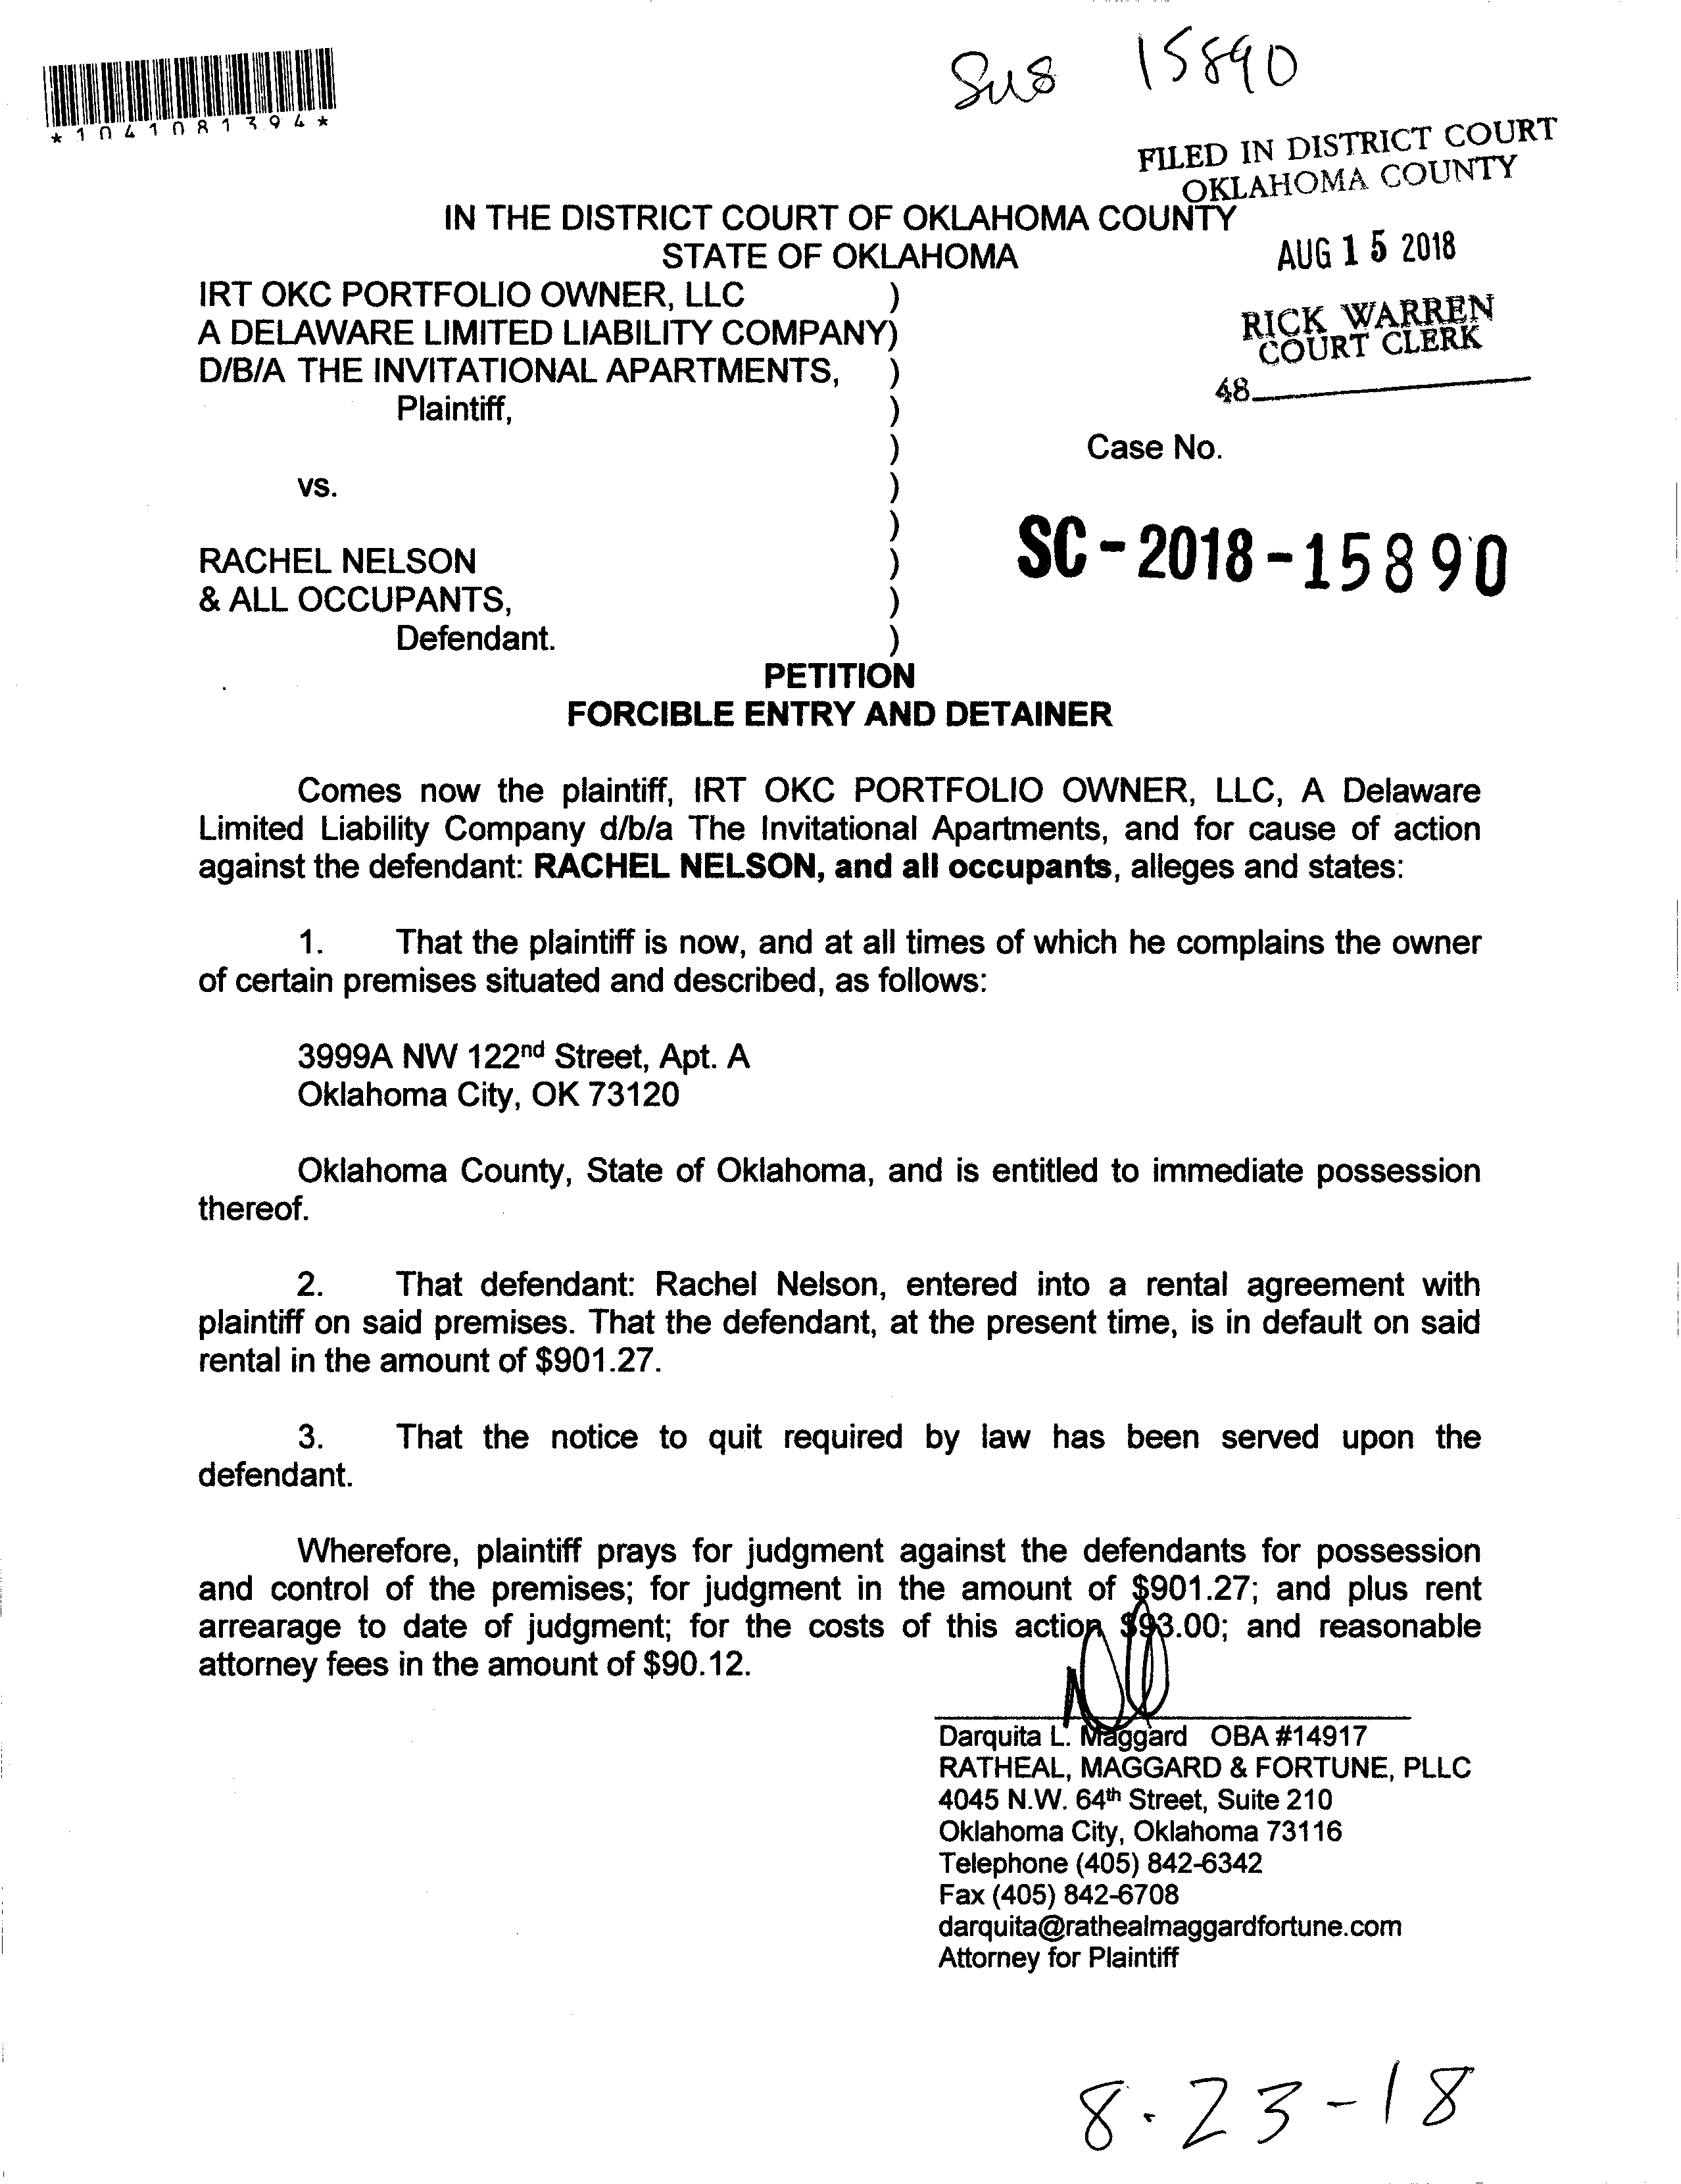 Sus 15890
*1041081394*
FILED IN DISTRICT COURT
OKLAHOMA COUNTY
IN THE DISTRICT COURT OF OKLAHOMA COUNTY
STATE OF OKLAHOMA
AUG 15 2018
IRT OKC PORTFOLIO OWNER, LLC )
A DELAWARE LIMITED LIABILITY COMPANY)
D/B/A THE INVITATIONAL APARTMENTS, )
Plaintiff, )
RICK WARREN
COURT CLERK
48
) Case No.
vs. )
)
SC-2018-15890
RACHEL NELSON )
& ALL OCCUPANTS, )
Defendant. )
PETITION
FORCIBLE ENTRY AND DETAINER
Comes now the plaintiff, IRT OKC PORTFOLIO OWNER, LLC, A Delaware
Limited Liability Company d/b/a The Invitational Apartments, and for cause of action
against the defendant: RACHEL NELSON, and all occupants, alleges and states:
1. That the plaintiff is now, and at all times of which he complains the owner
of certain premises situated and described, as follows:
3999A NW 122nd Street, Apt. A
Oklahoma City, OK 73120
Oklahoma County, State of Oklahoma, and is entitled to immediate possession
thereof.
2. That defendant: Rachel Nelson, entered into a rental agreement with
plaintiff on said premises. That the defendant, at the present time, is in default on said
rental in the amount of $901.27.
3. That the notice to quit required by law has been served upon the
defendant.
Wherefore, plaintiff prays for judgment against the defendants for possession
and control of the premises; for judgment in the amount of $901.27; and plus rent
arrearage to date of judgment; for the costs of this action $93.00; and reasonable
attorney fees in the amount of $90.12.
Darquita L. Maggard OBA #14917
RATHEAL, MAGGARD & FORTUNE, PLLC
4045 N.W. 64th Street, Suite 210
Oklahoma City, Oklahoma 73116
Telephone (405) 842-6342
Fax (405) 842-6708
darquita@rathealmaggardfortune.com
Attorney for Plaintiff
8-23-18